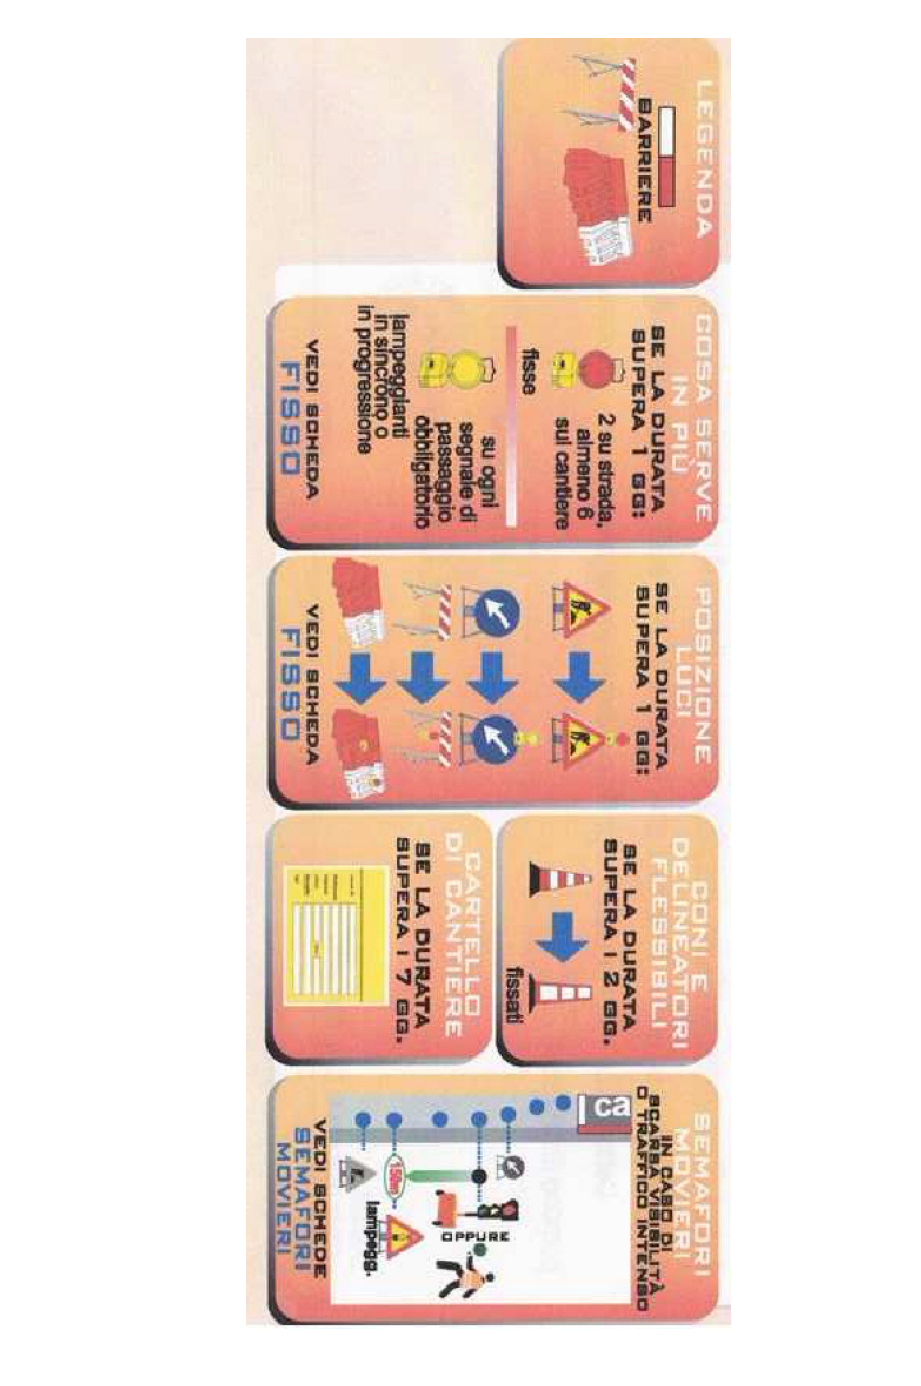 LEGENDA
BARRIERE
COSA SERVE
IN PIÙ
SE LA DURATA
SUPERA 1 GG:
2 su strada,
almeno 6
sul cantiere
fisse
su ogni
segnale di
passaggio
obbligatorio
lampeggianti
in sincrono o
in progressione
VEDI SCHEDA
FISSO
POSIZIONE
LUCI
SE LA DURATA
SUPERA 1 GG:
VEDI SCHEDA
FISSO
CONI E
DELINEATORI
FLESSIBILI
SE LA DURATA
SUPERA I 2 GG.
fissati
CARTELLO
DI CANTIERE
SE LA DURATA
SUPERA I 7 GG.
SEMAFORI
MOVIERI
IN CASO DI
SCARSA VISIBILITÀ
O TRAFFICO INTENSO
ca
OPPURE
150m
lampegg.
VEDI SCHEDE
SEMAFORI
MOVIERI